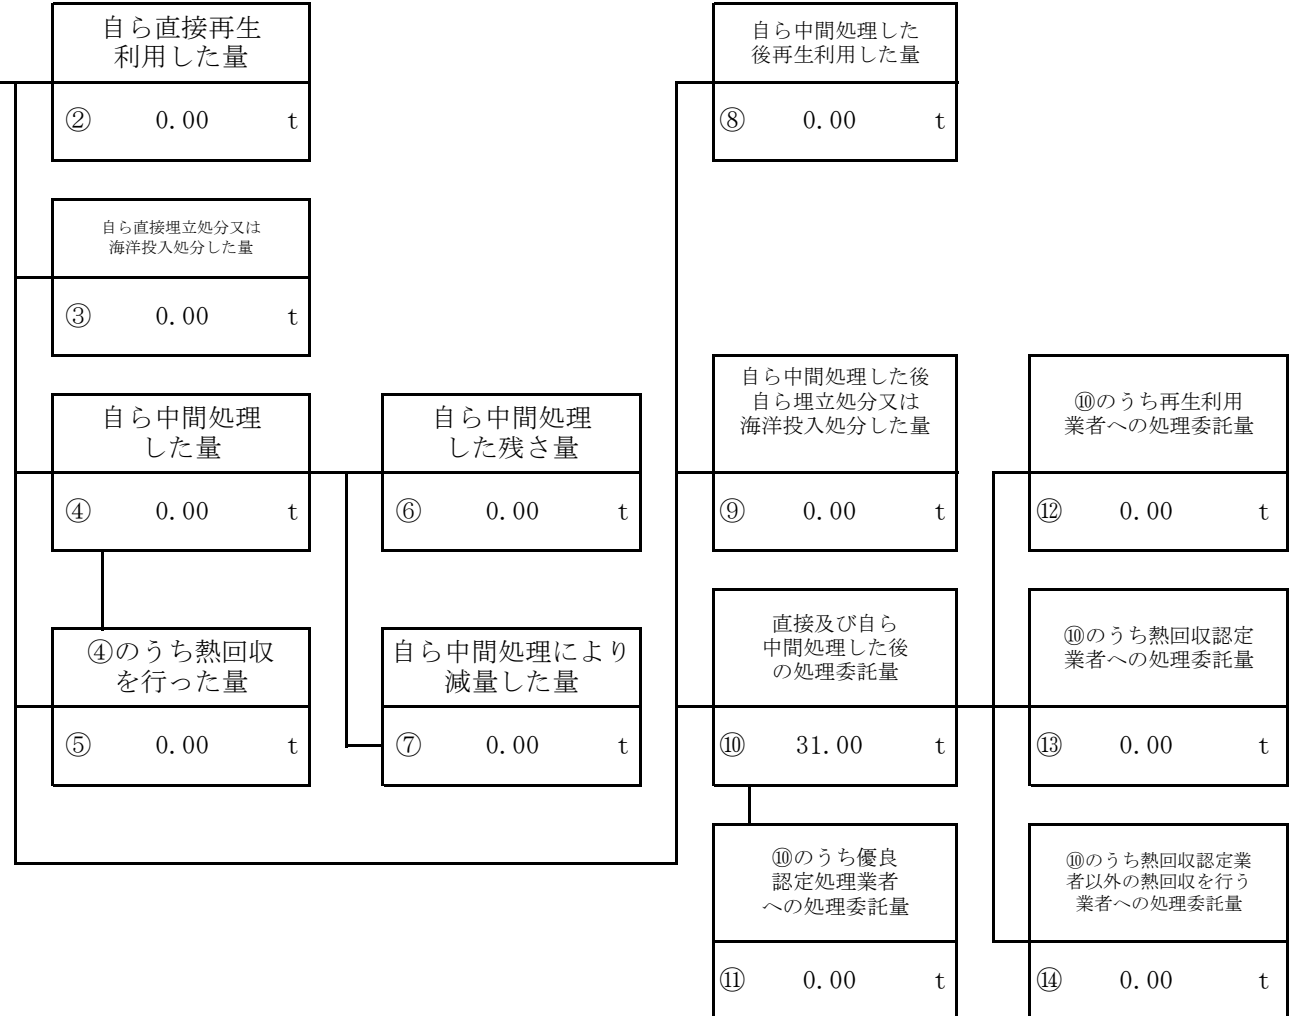 自ら直接再生
利用した量
② 0.00 t
自ら直接埋立処分又は
海洋投入処分した量
③ 0.00 t
自ら中間処理
した量
④ 0.00 t
④のうち熱回収
を行った量
⑤ 0.00 t
自ら中間処理
した残さ量
⑥ 0.00 t
自ら中間処理により
減量した量
⑦ 0.00 t
自ら中間処理した
後再生利用した量
⑧ 0.00 t
自ら中間処理した後
自ら埋立処分又は
海洋投入処分した量
⑨ 0.00 t
直接及び自ら
中間処理した後
の処理委託量
⑩ 31.00 t
⑩のうち優良
認定処理業者
への処理委託量
⑪ 0.00 t
⑩のうち再生利用
業者への処理委託量
⑫ 0.00 t
⑩のうち熱回収認定
業者への処理委託量
⑬ 0.00 t
⑩のうち熱回収認定業
者以外の熱回収を行う
業者への処理委託量
⑭ 0.00 t